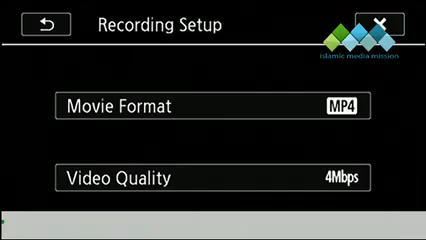 Recording Setup
islamic media mission
Movie Format MP4
Video Quality 4Mbps